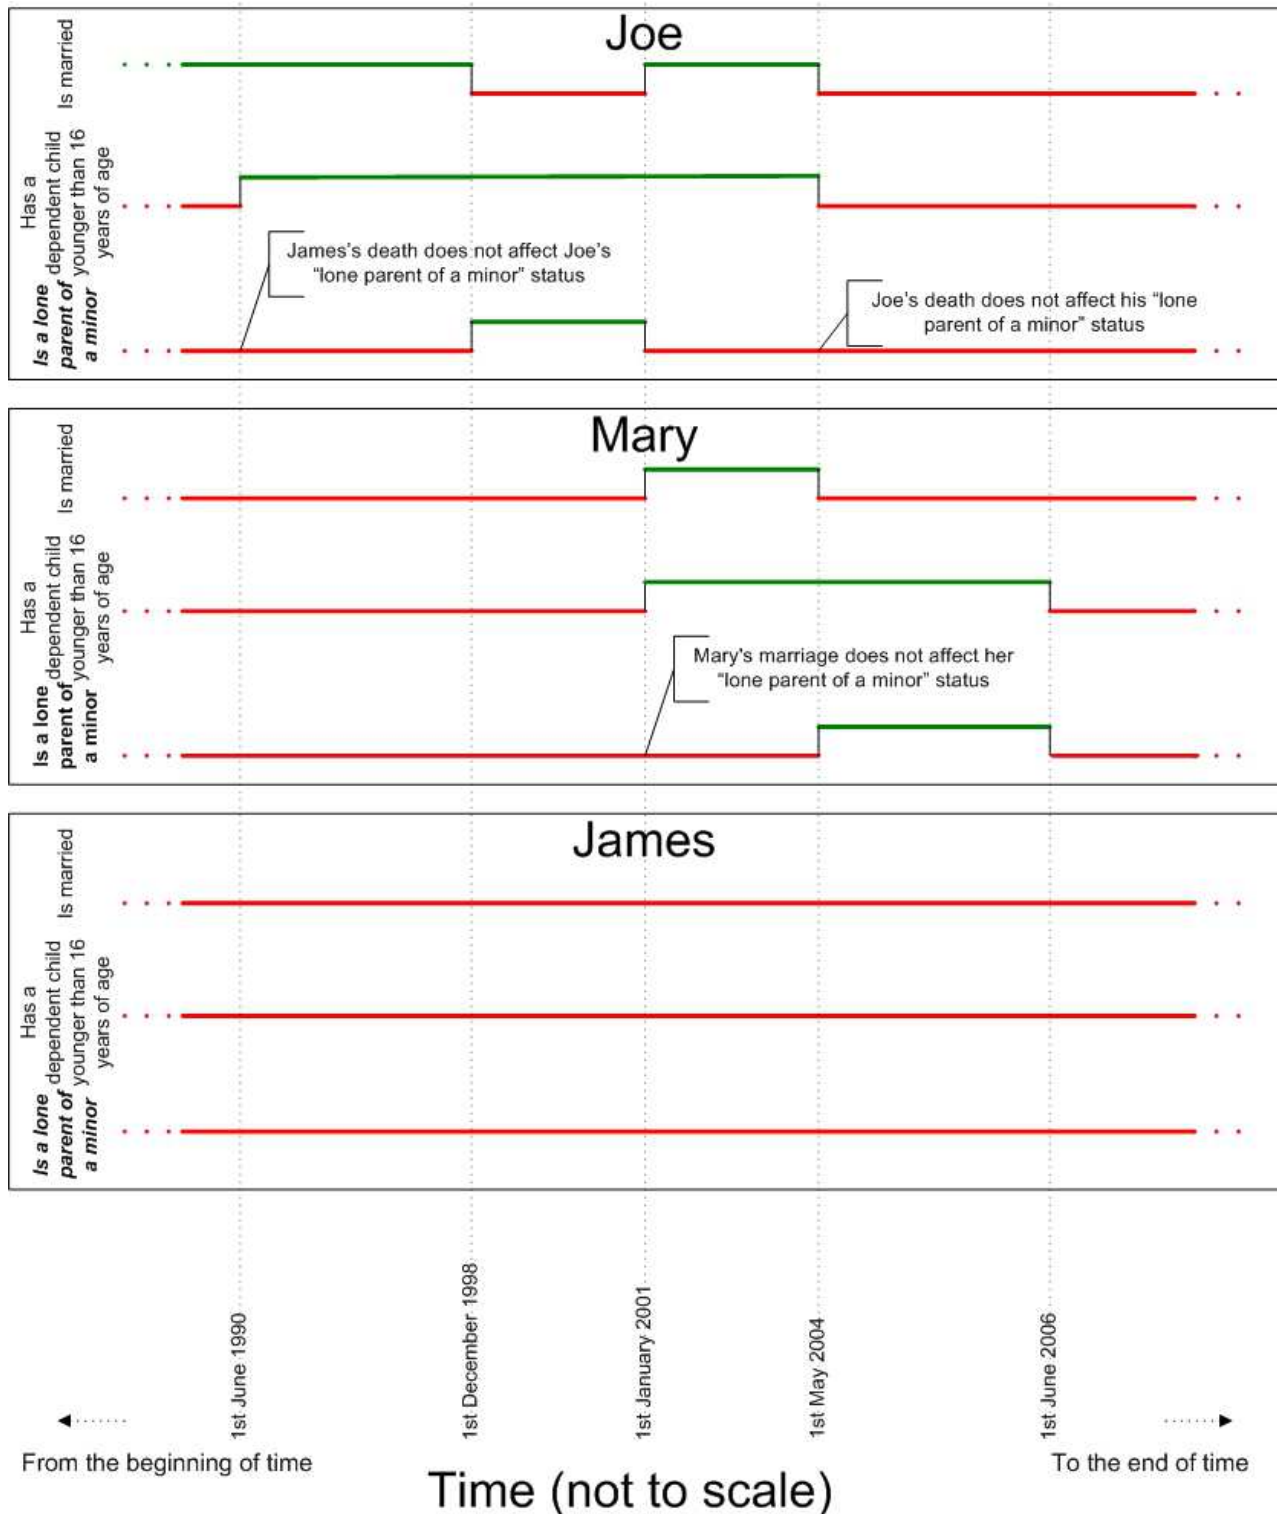 Joe
Is married
Has a
dependent child
younger than 16
years of age
Is a lone
parent of
a minor
James's death does not affect Joe's
"lone parent of a minor" status
Joe's death does not affect his "lone
parent of a minor" status
Mary
Is married
Has a
dependent child
younger than 16
years of age
Is a lone
parent of
a minor
Mary's marriage does not affect her
"lone parent of a minor" status
James
Is married
Has a
dependent child
younger than 16
years of age
Is a lone
parent of
a minor
1st June 1990
1st December 1998
1st January 2001
1st May 2004
1st June 2006
From the beginning of time
To the end of time
Time (not to scale)